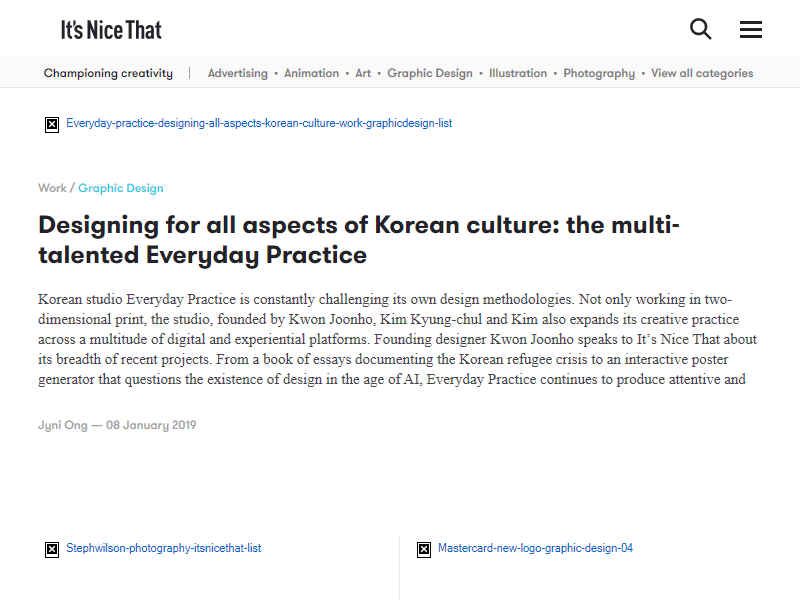 It's Nice That
Championing creativity | Advertising • Animation • Art • Graphic Design • Illustration • Photography • View all categories
Everyday-practice-designing-all-aspects-korean-culture-work-graphicdesign-list
Work / Graphic Design
Designing for all aspects of Korean culture: the multi-
talented Everyday Practice
Korean studio Everyday Practice is constantly challenging its own design methodologies. Not only working in two-
dimensional print, the studio, founded by Kwon Joonho, Kim Kyung-chul and Kim also expands its creative practice
across a multitude of digital and experiential platforms. Founding designer Kwon Joonho speaks to It's Nice That about
its breadth of recent projects. From a book of essays documenting the Korean refugee crisis to an interactive poster
generator that questions the existence of design in the age of AI, Everyday Practice continues to produce attentive and
Jyni Ong — 08 January 2019
Stephwilson-photography-itsnicethat-list
Mastercard-new-logo-graphic-design-04